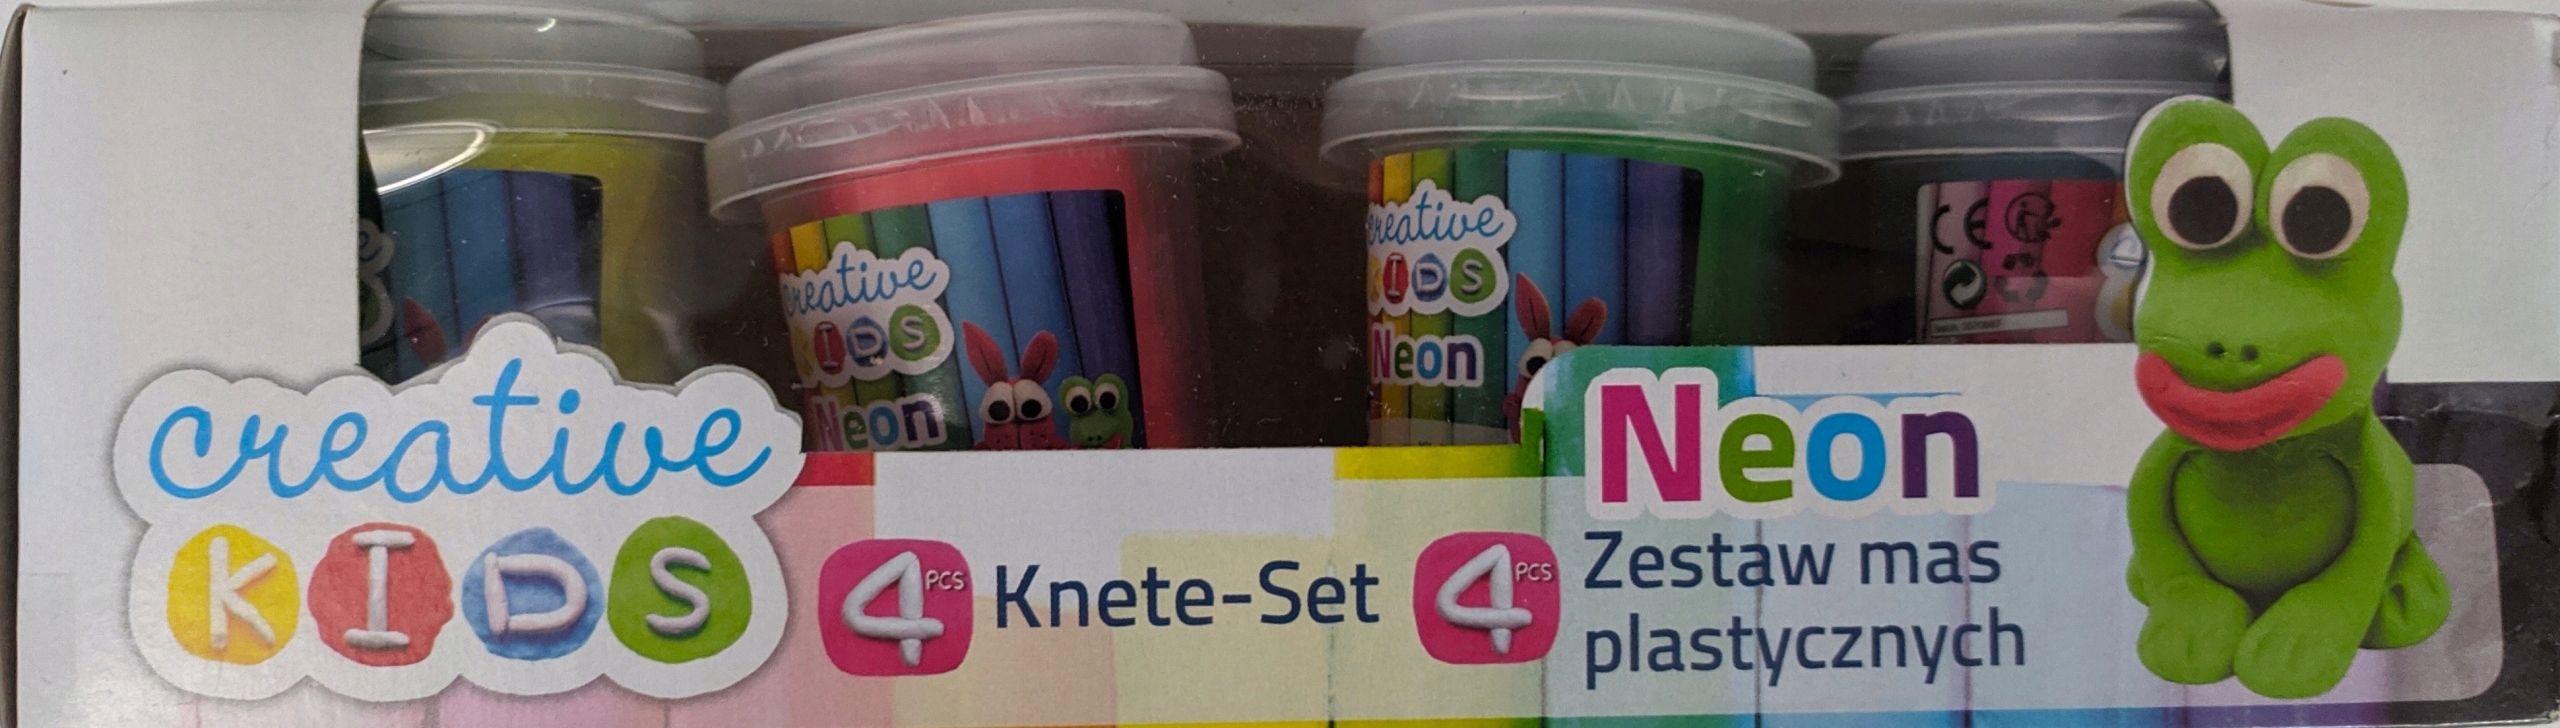 creative
KIDS
Neon
creative
KIDS
Neon
CE
creative
KIDS
4 PCS
Knete-Set
4 PCS
Neon
Zestaw mas
plastycznych